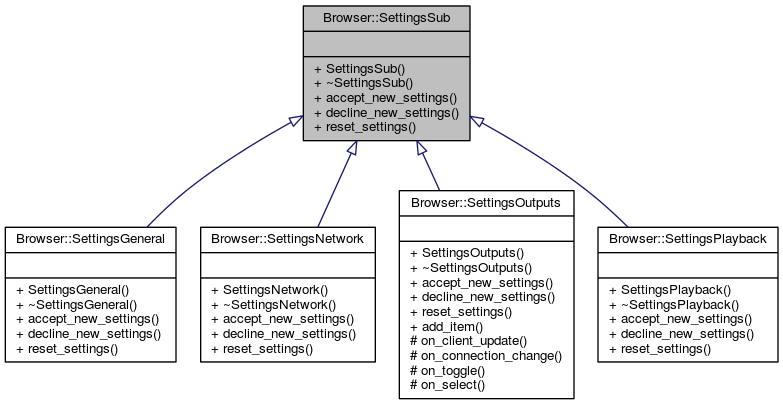 Browser::SettingsSub
+ SettingsSub()
+ ~SettingsSub()
+ accept_new_settings()
+ decline_new_settings()
+ reset_settings()
Browser::SettingsGeneral
+ SettingsGeneral()
+ ~SettingsGeneral()
+ accept_new_settings()
+ decline_new_settings()
+ reset_settings()
Browser::SettingsNetwork
+ SettingsNetwork()
+ ~SettingsNetwork()
+ accept_new_settings()
+ decline_new_settings()
+ reset_settings()
Browser::SettingsOutputs
+ SettingsOutputs()
+ ~SettingsOutputs()
+ accept_new_settings()
+ decline_new_settings()
+ reset_settings()
+ add_item()
# on_client_update()
# on_connection_change()
# on_toggle()
# on_select()
Browser::SettingsPlayback
+ SettingsPlayback()
+ ~SettingsPlayback()
+ accept_new_settings()
+ decline_new_settings()
+ reset_settings()